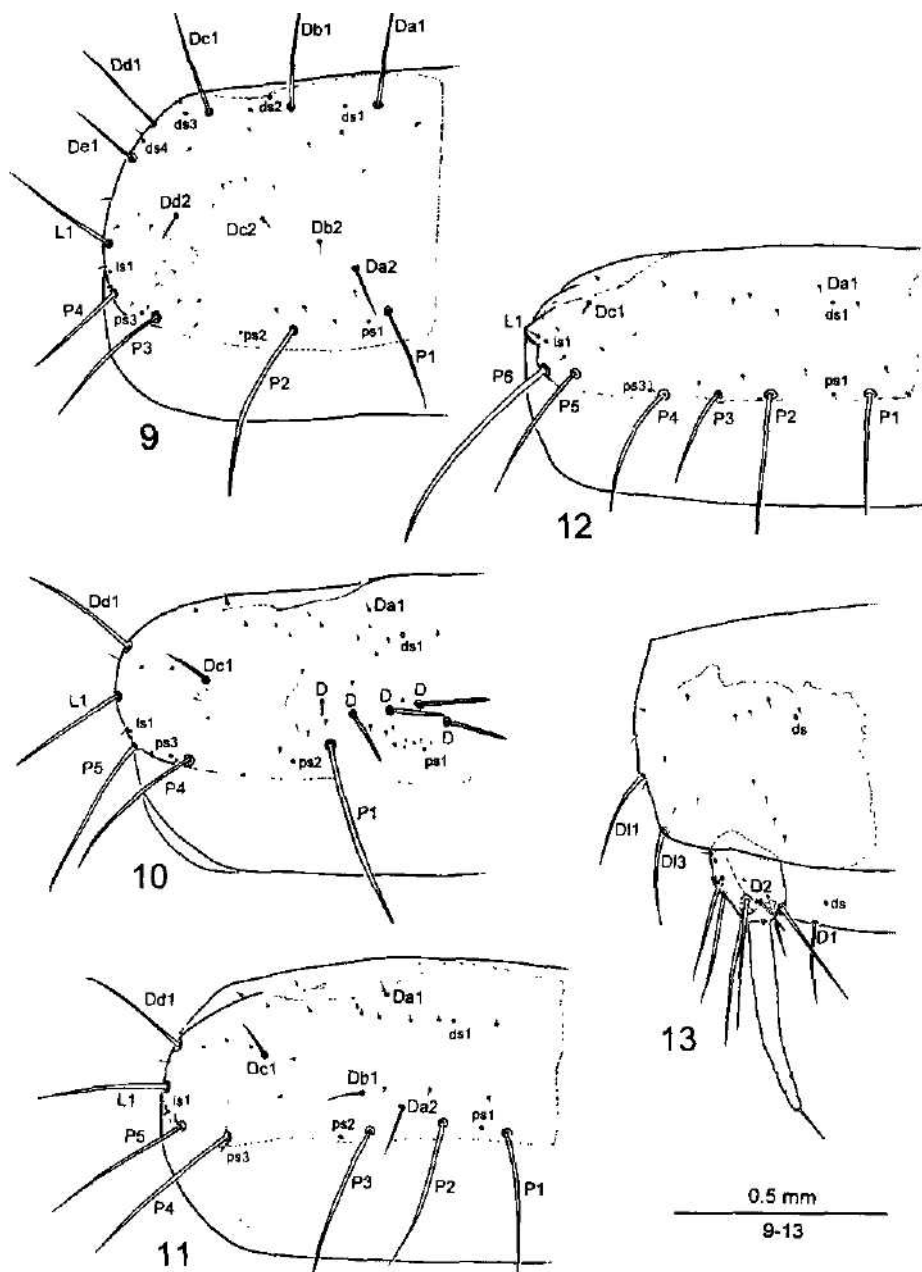 Da1
Db1
Dc1
Dd1
ds2
ds1
ds3
ds4
De1
Dd2
Dc2
Db2
L1
ls1
Da2
P4
ps3
ps2
ps1
P3
P1
P2
9
Da1
ds1
Dc1
L1
ls1
P6
ps3
ps1
P5
P4
P3
P2
P1
12
Dd1
Da1
ds1
Dc1
L1
D
D
D
D
D
ls1
ps3
ps2
ps1
P5
P4
P1
10
ds
Dl1
Dl3
D2
ds
D1
13
Dd1
Da1
ds1
Dc1
L1
ls1
Db1
Da2
ps1
P5
ps2
ps3
P4
P3
P2
P1
11
0.5 mm
9-13